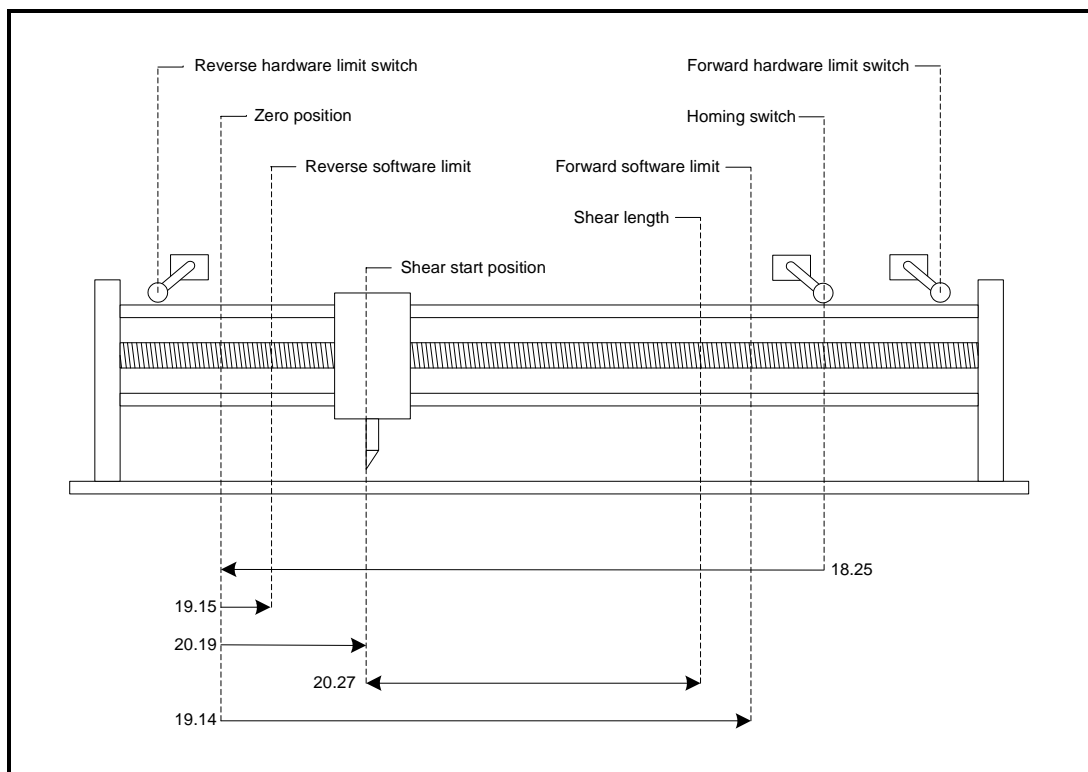 Reverse hardware limit switch
Forward hardware limit switch
Zero position
Homing switch
Reverse software limit
Forward software limit
Shear length
Shear start position
18.25
19.15
20.19
20.27
19.14